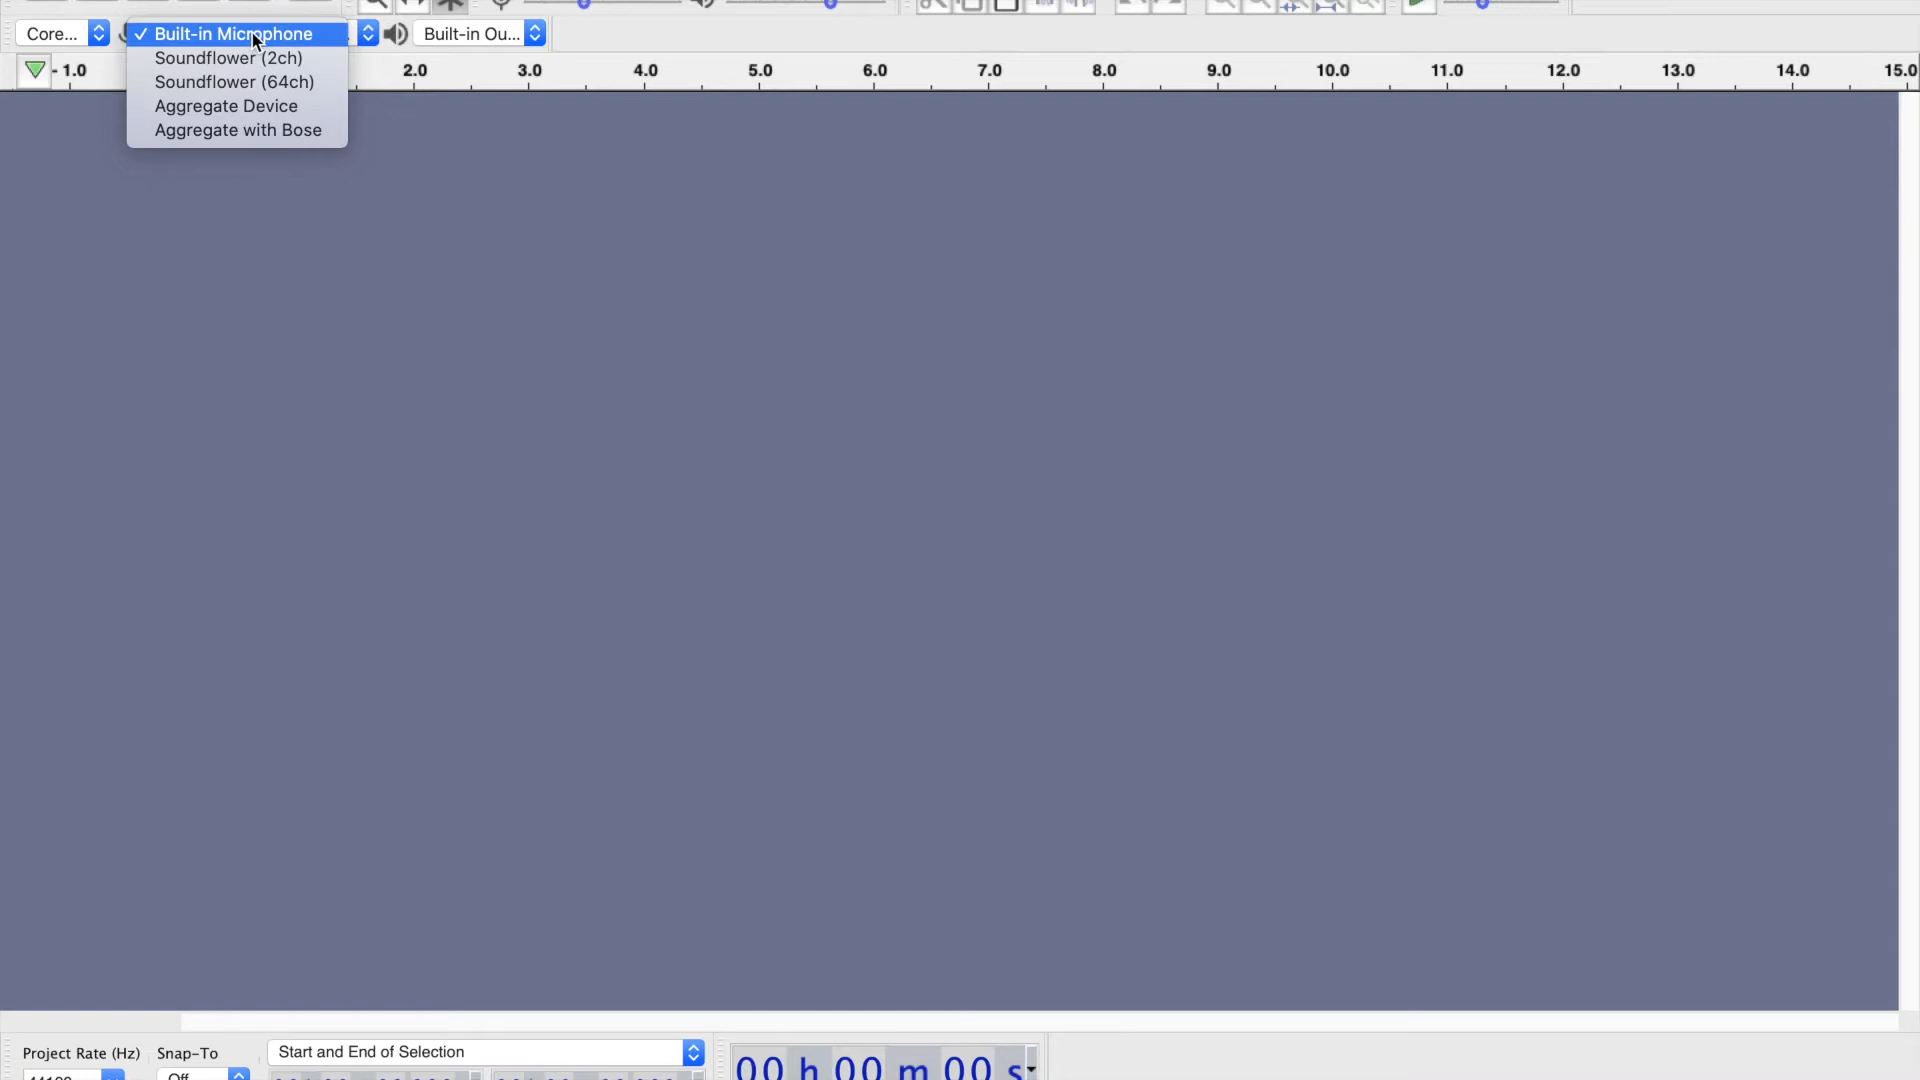 Core...
✓ Built-in Microphone
Built-in Ou...
Soundflower (2ch)
Soundflower (64ch)
Aggregate Device
Aggregate with Bose
- 1.0 2.0 3.0 4.0 5.0 6.0 7.0 8.0 9.0 10.0 11.0 12.0 13.0 14.0 15.0
Project Rate (Hz) Snap-To
Start and End of Selection
44100
Off
00 h 00 m 00 s